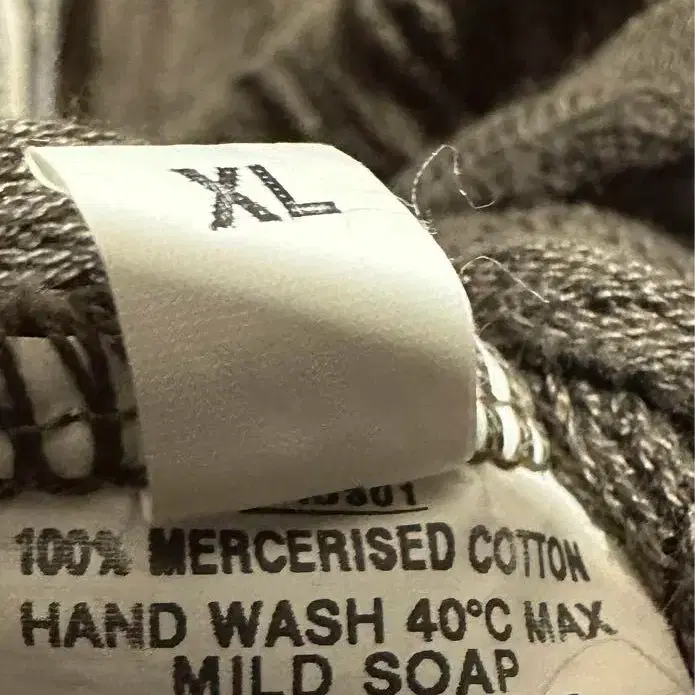 XL
100% MERCERISED COTTON
HAND WASH 40°C MAX
MILD SOAP